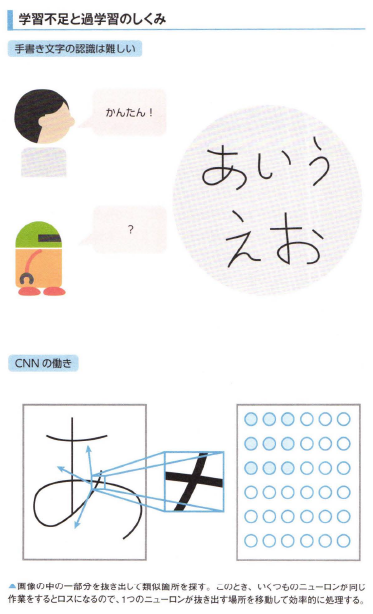 学習不足と過学習のしくみ
手書き文字の認識は難しい
かんたん！
あいう
えお
?
CNN の働き
あ
▲画像の中の一部分を抜き出して類似箇所を探す。このとき、いくつものニューロンが同じ
作業をするとロスになるので、1つのニューロンが抜き出す場所を移動して効率的に処理する。